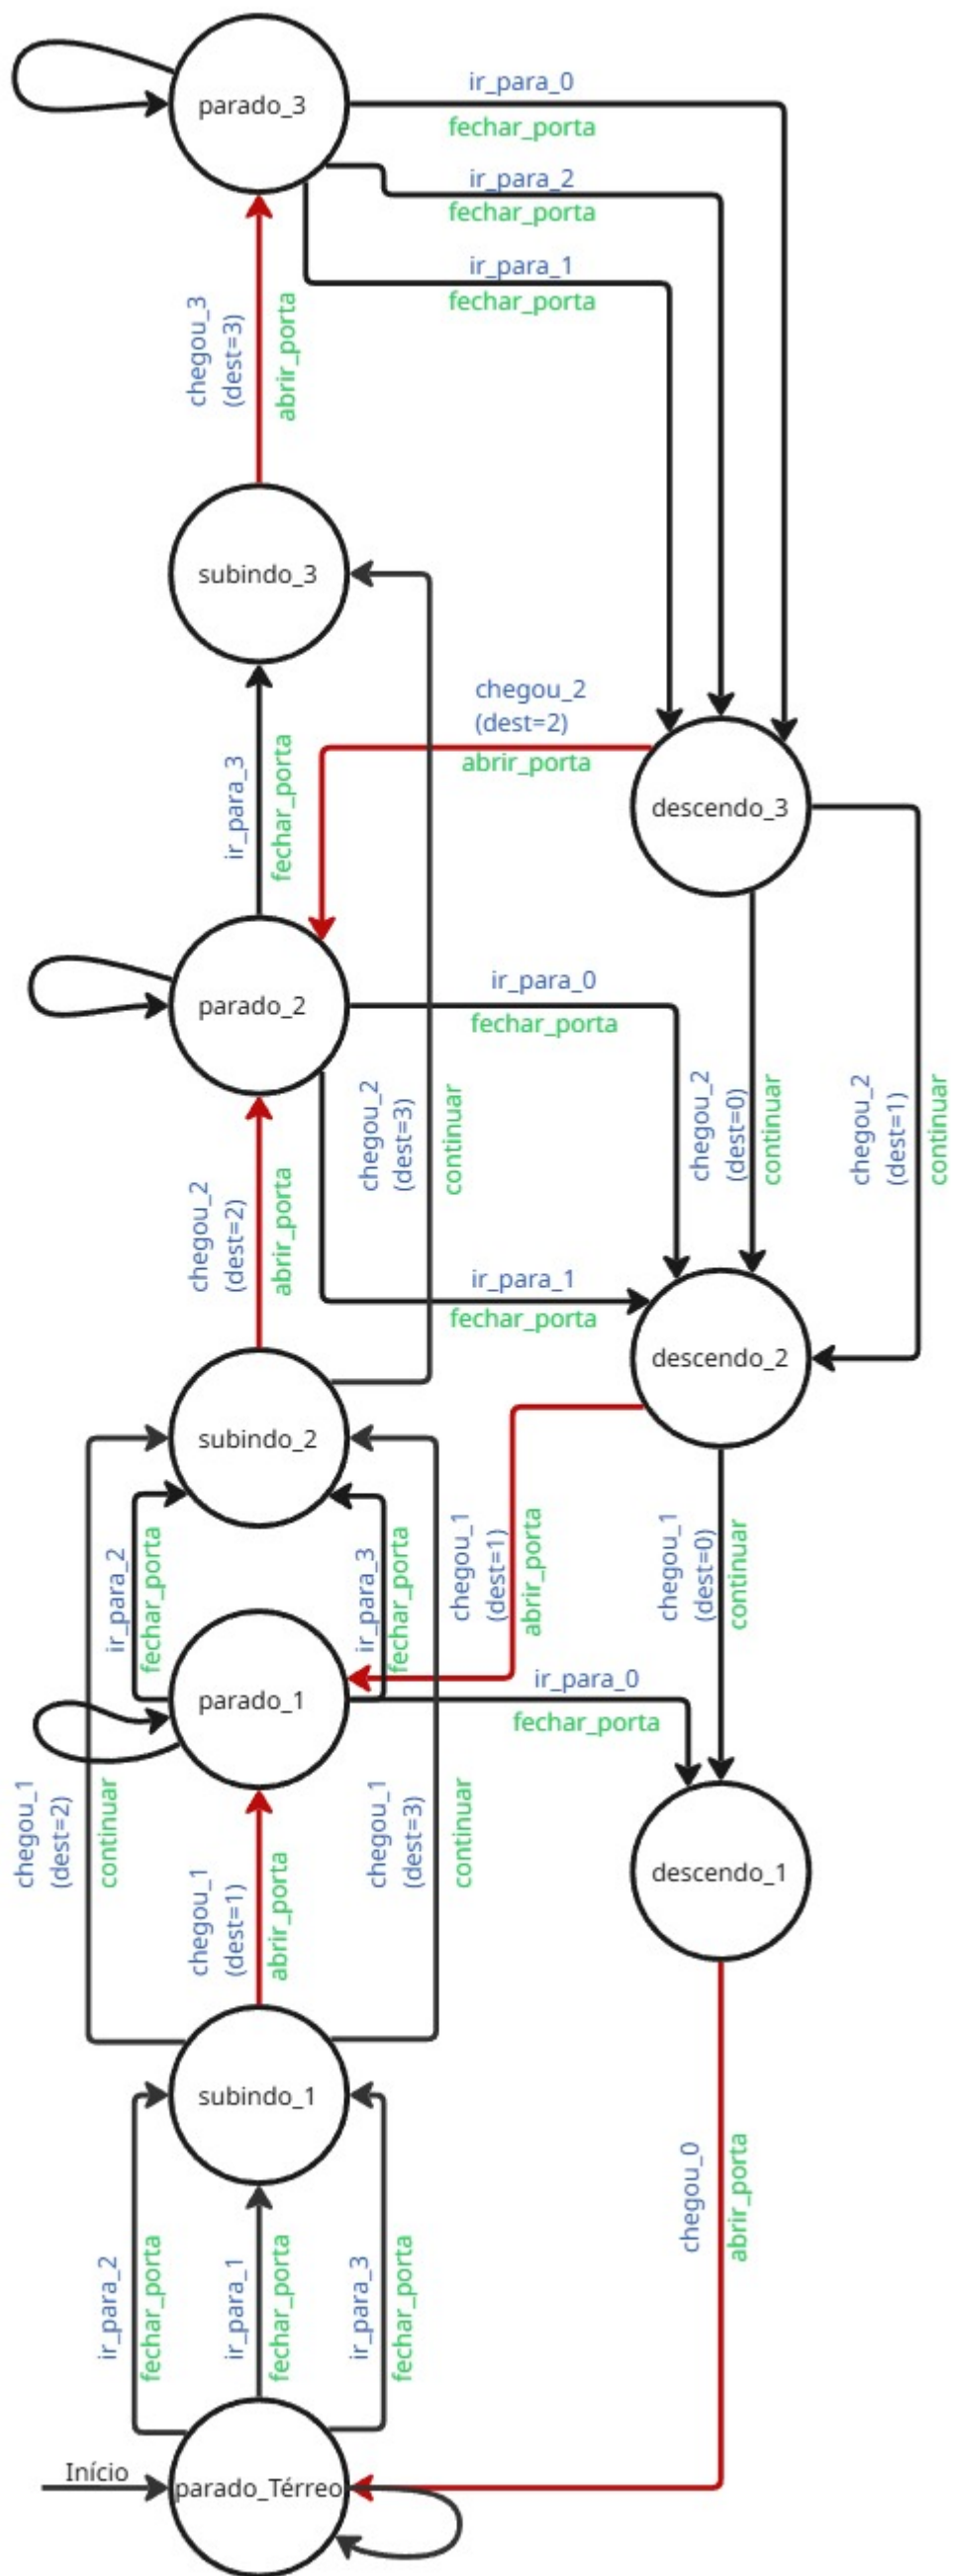 parado_3
ir_para_0
fechar_porta
ir_para_2
fechar_porta
ir_para_1
fechar_porta
chegou_3
(dest=3)
abrir_porta
subindo_3
chegou_2
(dest=2)
abrir_porta
ir_para_3
fechar_porta
descendo_3
parado_2
ir_para_0
fechar_porta
chegou_2
(dest=3)
continuar
chegou_2
(dest=0)
continuar
chegou_2
(dest=1)
continuar
chegou_2
(dest=2)
abrir_porta
ir_para_1
fechar_porta
descendo_2
subindo_2
ir_para_2
fechar_porta
ir_para_3
fechar_porta
chegou_1
(dest=1)
abrir_porta
chegou_1
(dest=0)
continuar
parado_1
ir_para_0
fechar_porta
chegou_1
(dest=2)
continuar
chegou_1
(dest=1)
abrir_porta
chegou_1
(dest=3)
continuar
descendo_1
subindo_1
chegou_0
abrir_porta
ir_para_2
fechar_porta
ir_para_1
fechar_porta
ir_para_3
fechar_porta
Início
parado_Térreo